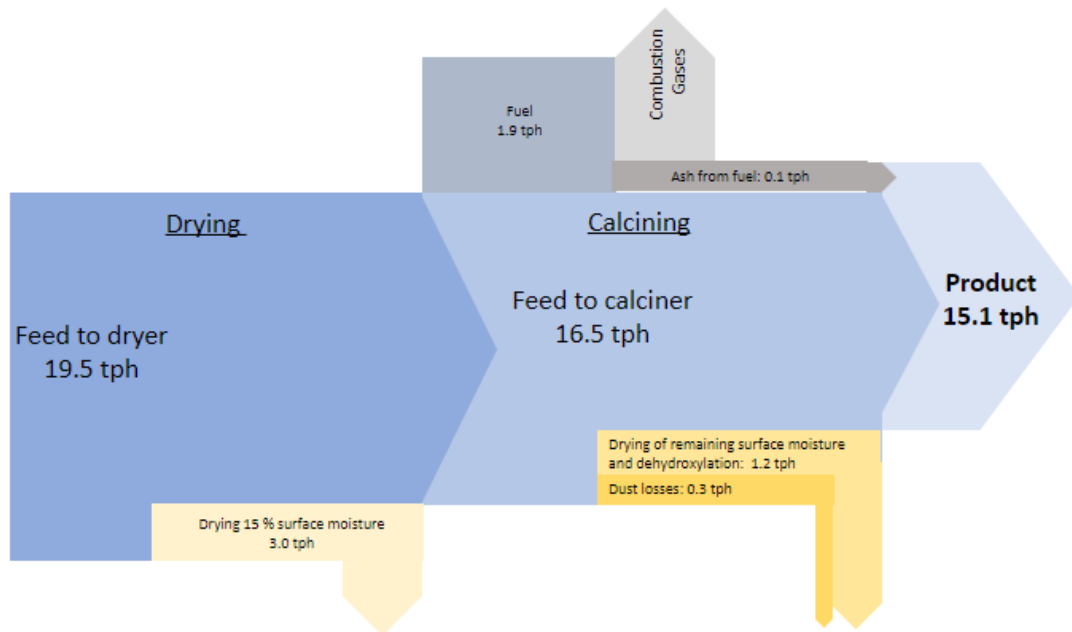 Combustion
Gases
Fuel
1.9 tph
Ash from fuel: 0.1 tph
Drying
Calcining
Feed to dryer
19.5 tph
Feed to calciner
16.5 tph
Product
15.1 tph
Drying of remaining surface moisture
and dehydroxylation:  1.2 tph
Dust losses: 0.3 tph
Drying 15 % surface moisture
3.0 tph